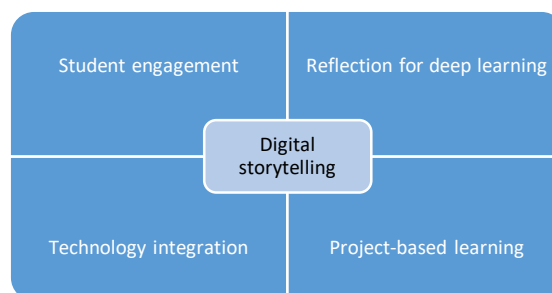 Student engagement
Reflection for deep learning
Digital
storytelling
Technology integration
Project-based learning